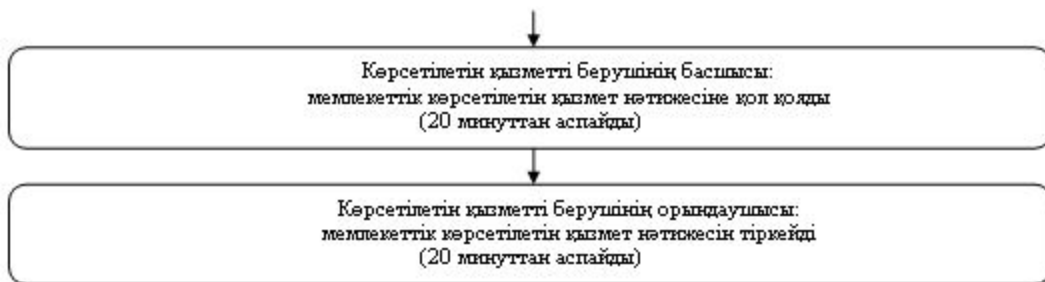 Көрсетілетін қызметті берушінің басшысы:
мемлекеттік көрсетілетін қызмет нәтижесіне қол қояды
(20 минуттан аспайды)
Көрсетілетін қызметті берушінің орындаушысы:
мемлекеттік көрсетілетін қызмет нәтижесін тіркейді
(20 минуттан аспайды)